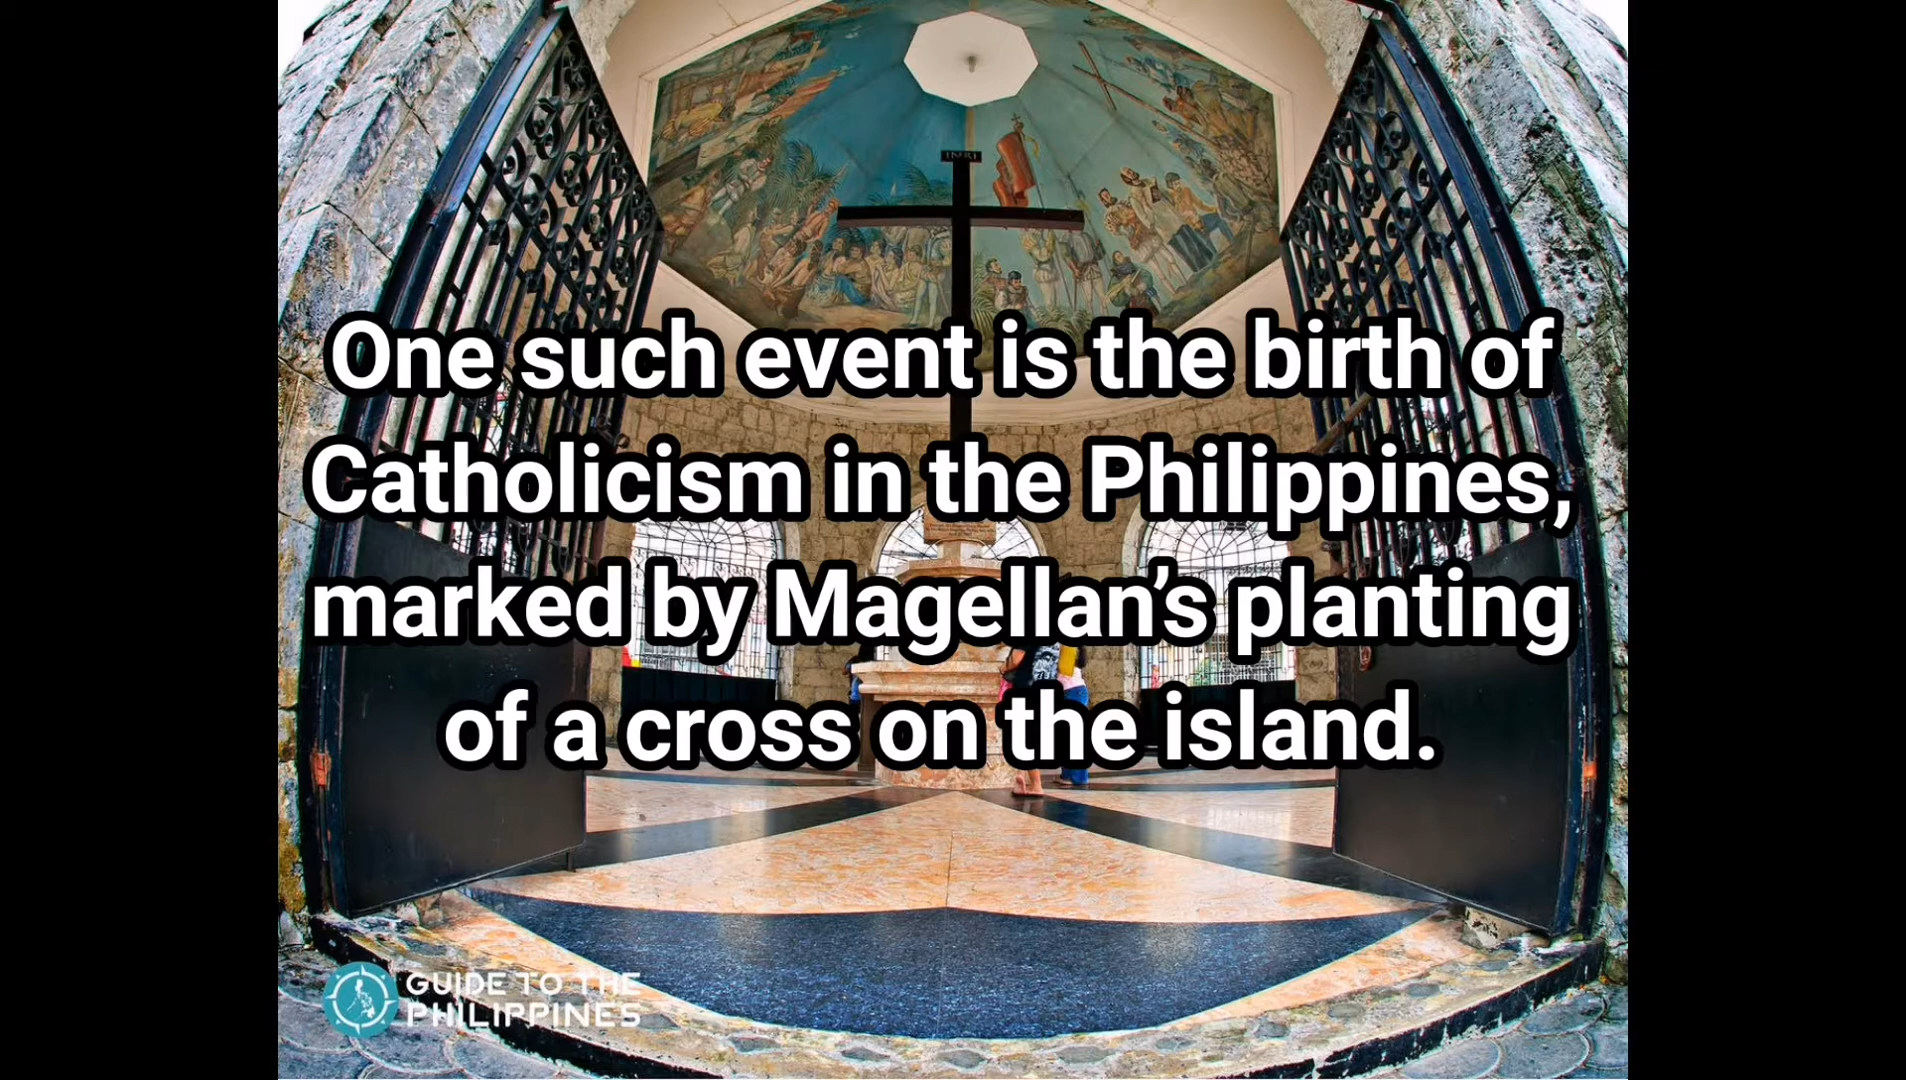 INRI
One such event is the birth of
Catholicism in the Philippines,
marked by Magellan’s planting
of a cross on the island.
GUIDE TO THE
PHILIPPINES